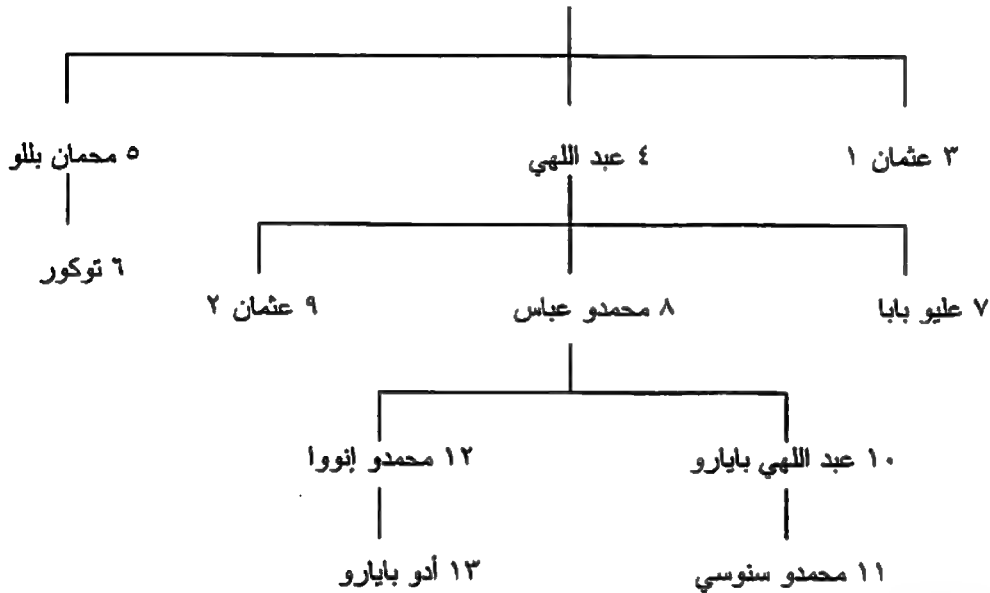 ٣ عثمان ١
٤ عبد اللهي
٥ محمان بللو
٦ توكور
٧ عليو بابا
٨ محمدو عباس
٩ عثمان ٢
١٠ عبد اللهي بايارو
١٢ محمدو إنووا
١١ محمدو سنوسي
١٣ أدو بايارو